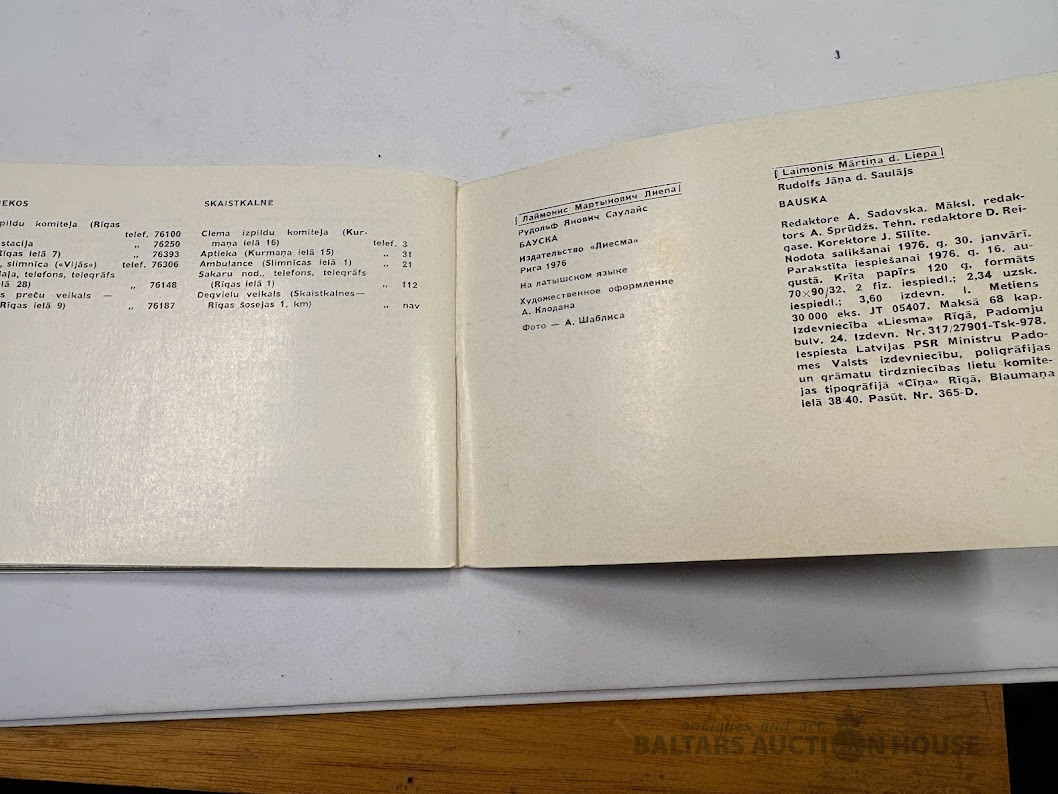 IEKOS
zpildu komiteja (Rīgas
telef. 76100
stacija „ 76250
Rīgas ielā 7) „ 76393
, slimnīca («Vijās») telef. 76306
daļa, telefons, telegrāfs
ielā 28) „ 76148
s preču veikals —
Rīgas ielā 9) „ 76187
SKAISTKALNE
Ciema izpildu komiteja (Kur-
maņa ielā 16) telef. 3
Aptieka (Kurmaņa ielā 15) „ 31
Ambulance (Slimnīcas ielā 1) „ 21
Sakaru nod., telefons, telegrāfs
(Rīgas ielā 1) „ 112
Degvielu veikals (Skaistkalnes—
Rīgas šosejas 1. km) „ nav
Лаймонис Мартынович Лиепа
Рудольф Янович Саулайс
БАУСКА
Издательство «Лиесма»
Рига 1976
На латышском языке
Художественное оформление
А. Клодана
Фото — А. Шаблиса
Laimonis Mārtiņa d. Liepa
Rudolfs Jāņa d. Saulājs
BAUSKA
Redaktore A. Sadovska. Māksl. redak-
tors A. Sprūdžs. Tehn. redaktore D. Rei-
gase. Korektore J. Sīlīte.
Nodota salikšanai 1976. g. 30. janvārī.
Parakstīta iespiešanai 1976. g. 16. au-
gustā. Krīta papīrs 120 g, formāts
70×90/32. 2 fiz. iespiedl.; 2,34 uzsk.
iespiedl.; 3,60 izdevn. l. Metiens
30 000 eks. JT 05407. Maksā 68 kap.
Izdevniecība «Liesma» Rīgā, Padomju
bulv. 24. Izdevn. Nr. 317/27901-Tsk-978.
Iespiesta Latvijas PSR Ministru Pado-
mes Valsts izdevniecību, poligrāfijas
un grāmatu tirdzniecības lietu komite-
jas tipogrāfijā «Cīņa» Rīgā, Blaumaņa
ielā 38/40. Pasūt. Nr. 365-D.
antiques and art
BALTARS AUCTION HOUSE